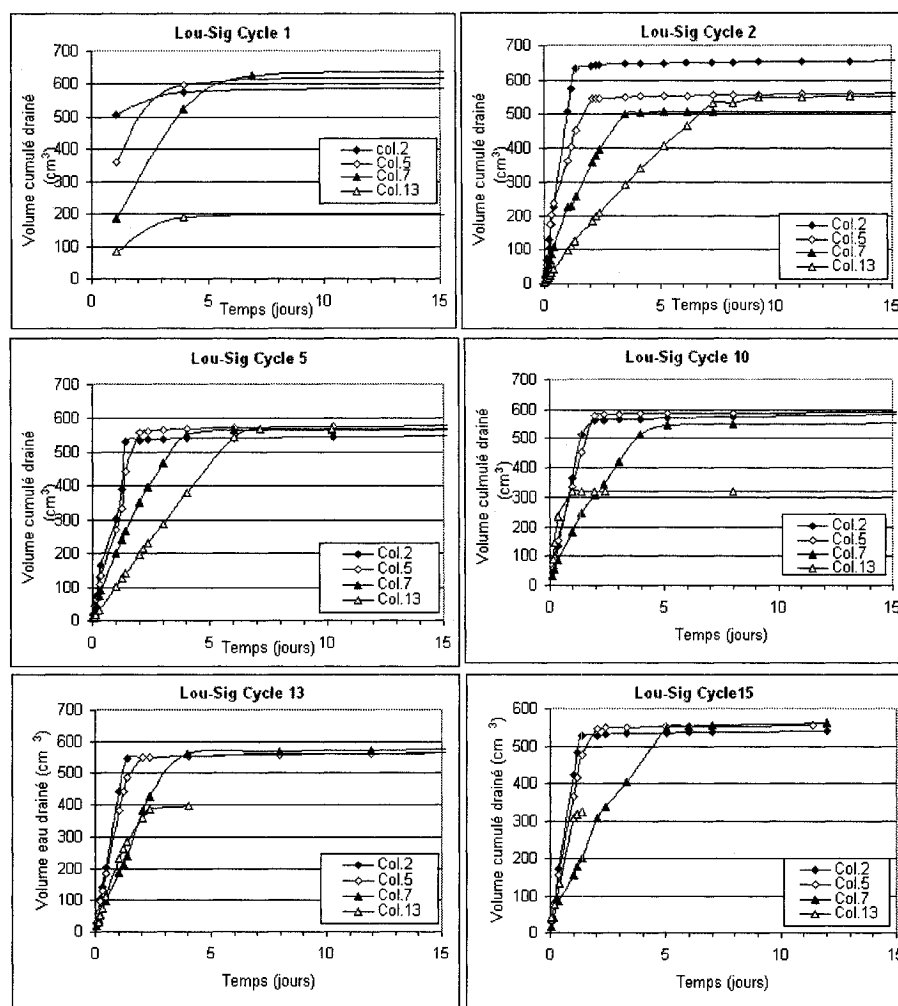 Lou-Sig Cycle 1
Volume cumulé drainé
(cm³)
700
600
500
400
300
200
100
0
col.2
Col.5
Col.7
Col.13
0
5
10
15
Temps (jours)
Lou-Sig Cycle 2
Volume cumulé drainé
(cm³)
700
600
500
400
300
200
100
0
Col.2
Col.5
Col.7
Col.13
0
5
10
15
Temps (jours)
Lou-Sig Cycle 5
Volume cumulé drainé
(cm³)
700
600
500
400
300
200
100
0
Col.2
Col.5
Col.7
Col.13
0
5
10
15
Temps (jours)
Lou-Sig Cycle 10
Volume culmulé drainé
(cm³)
700
600
500
400
300
200
100
0
Col.2
Col.5
Col.7
Col.13
0
5
10
15
Temps (jours)
Lou-Sig Cycle 13
Volume eau drainé (cm³)
700
600
500
400
300
200
100
0
Col.2
Col.5
Col.7
Col.13
0
5
10
15
Temps (jours)
Lou-Sig Cycle15
Volume cumulé drainé (cm³)
700
600
500
400
300
200
100
0
Col.2
Col.5
Col.7
Col.13
0
5
10
15
Temps (jours)